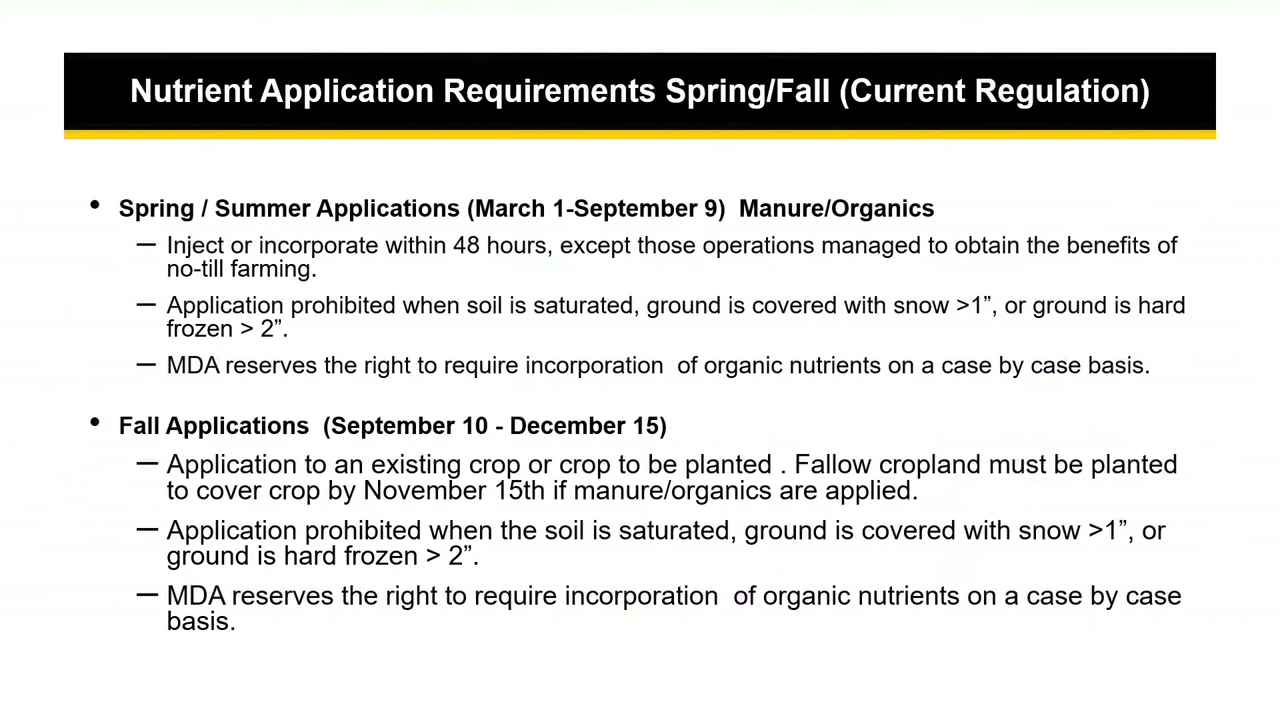 Nutrient Application Requirements Spring/Fall (Current Regulation)
• Spring / Summer Applications (March 1-September 9)  Manure/Organics
— Inject or incorporate within 48 hours, except those operations managed to obtain the benefits of
no-till farming.
— Application prohibited when soil is saturated, ground is covered with snow >1”, or ground is hard
frozen > 2”.
— MDA reserves the right to require incorporation  of organic nutrients on a case by case basis.
• Fall Applications  (September 10 - December 15)
— Application to an existing crop or crop to be planted . Fallow cropland must be planted
to cover crop by November 15th if manure/organics are applied.
— Application prohibited when the soil is saturated, ground is covered with snow >1”, or
ground is hard frozen > 2”.
— MDA reserves the right to require incorporation  of organic nutrients on a case by case
basis.